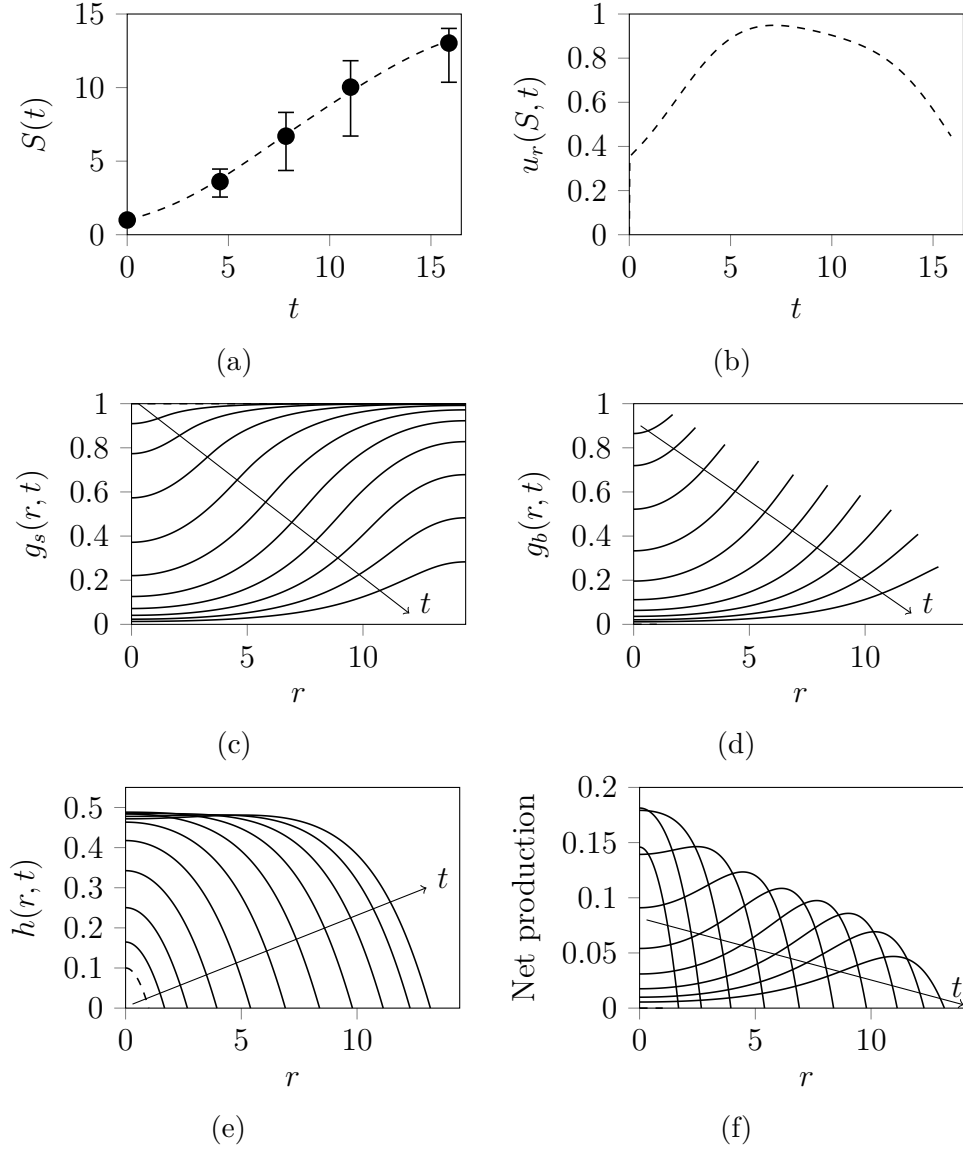 15
10
5
0
S(t)
0 5 10 15
t
(a)
1
0.8
0.6
0.4
0.2
0
u_r(S, t)
0 5 10 15
t
(b)
1
0.8
0.6
0.4
0.2
0
g_s(r, t)
t
0 5 10
r
(c)
1
0.8
0.6
0.4
0.2
0
g_b(r, t)
t
0 5 10
r
(d)
0.5
0.4
0.3
0.2
0.1
0
h(r, t)
t
0 5 10
r
(e)
0.2
0.15
0.1
0.05
0
Net production
t
0 5 10
r
(f)